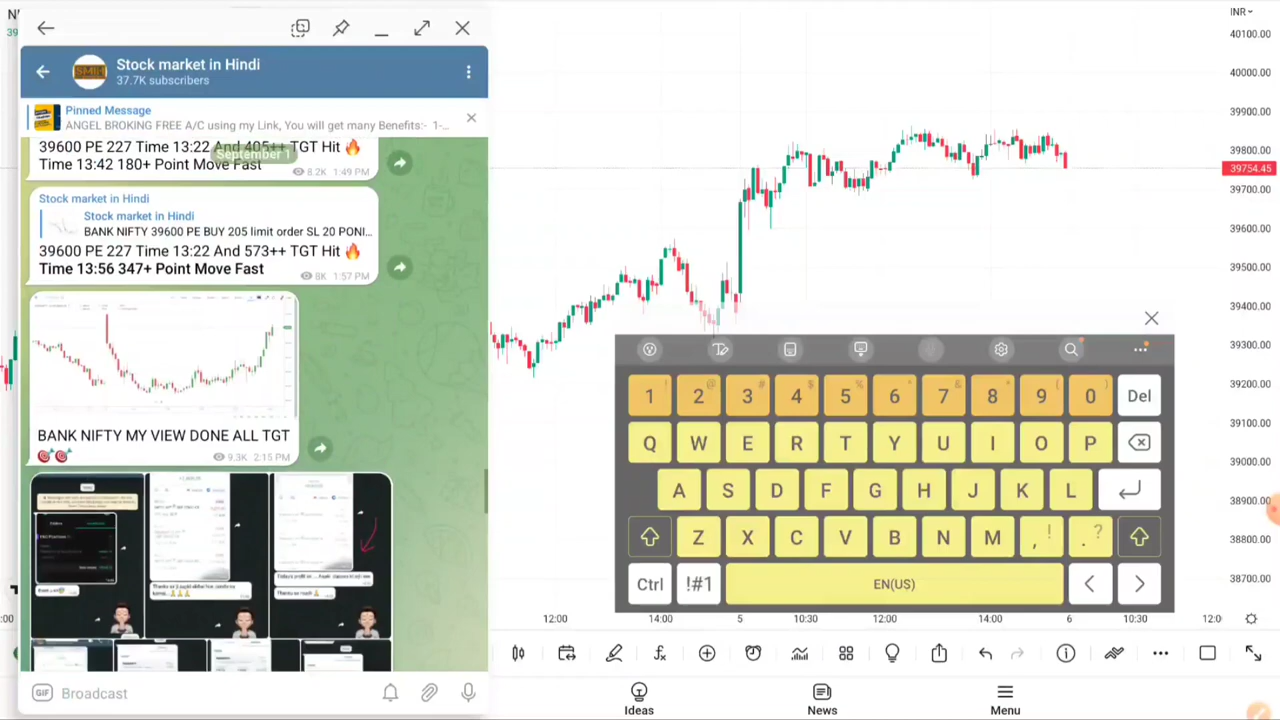 Stock market in Hindi
37.7K subscribers
Pinned Message
ANGEL BROKING FREE A/C using my Link, You will get many Benefits:- 1-...
39600 PE 227 Time 13:22 And 405++ TGT Hit 🔥
September 1
Time 13:42 180+ Point Move Fast
8.2K 1:49 PM
Stock market in Hindi
Stock market in Hindi
BANK NIFTY 39600 PE BUY 205 limit order SL 20 PONI...
39600 PE 227 Time 13:22 And 573++ TGT Hit 🔥
Time 13:56 347+ Point Move Fast
8K 1:57 PM
BANK NIFTY MY VIEW DONE ALL TGT
🎯🎯
9.3K 2:15 PM
GIF Broadcast
INR
40100.00
40000.00
39900.00
39800.00
39754.45
39700.00
39600.00
39500.00
39400.00
39300.00
39200.00
39100.00
39000.00
38900.00
38800.00
38700.00
1 ! 2 @ 3 # 4 $ 5 % 6 ^ 7 & 8 * 9 ( 0 ) Del
Q W E R T Y U I O P
A S D F G H J K L
Z X C V B N M , ! . ?
Ctrl !#1 EN(US) < >
:00 12:00 14:00 5 10:30 12:00 14:00 6 10:30 12:0
Ideas News Menu